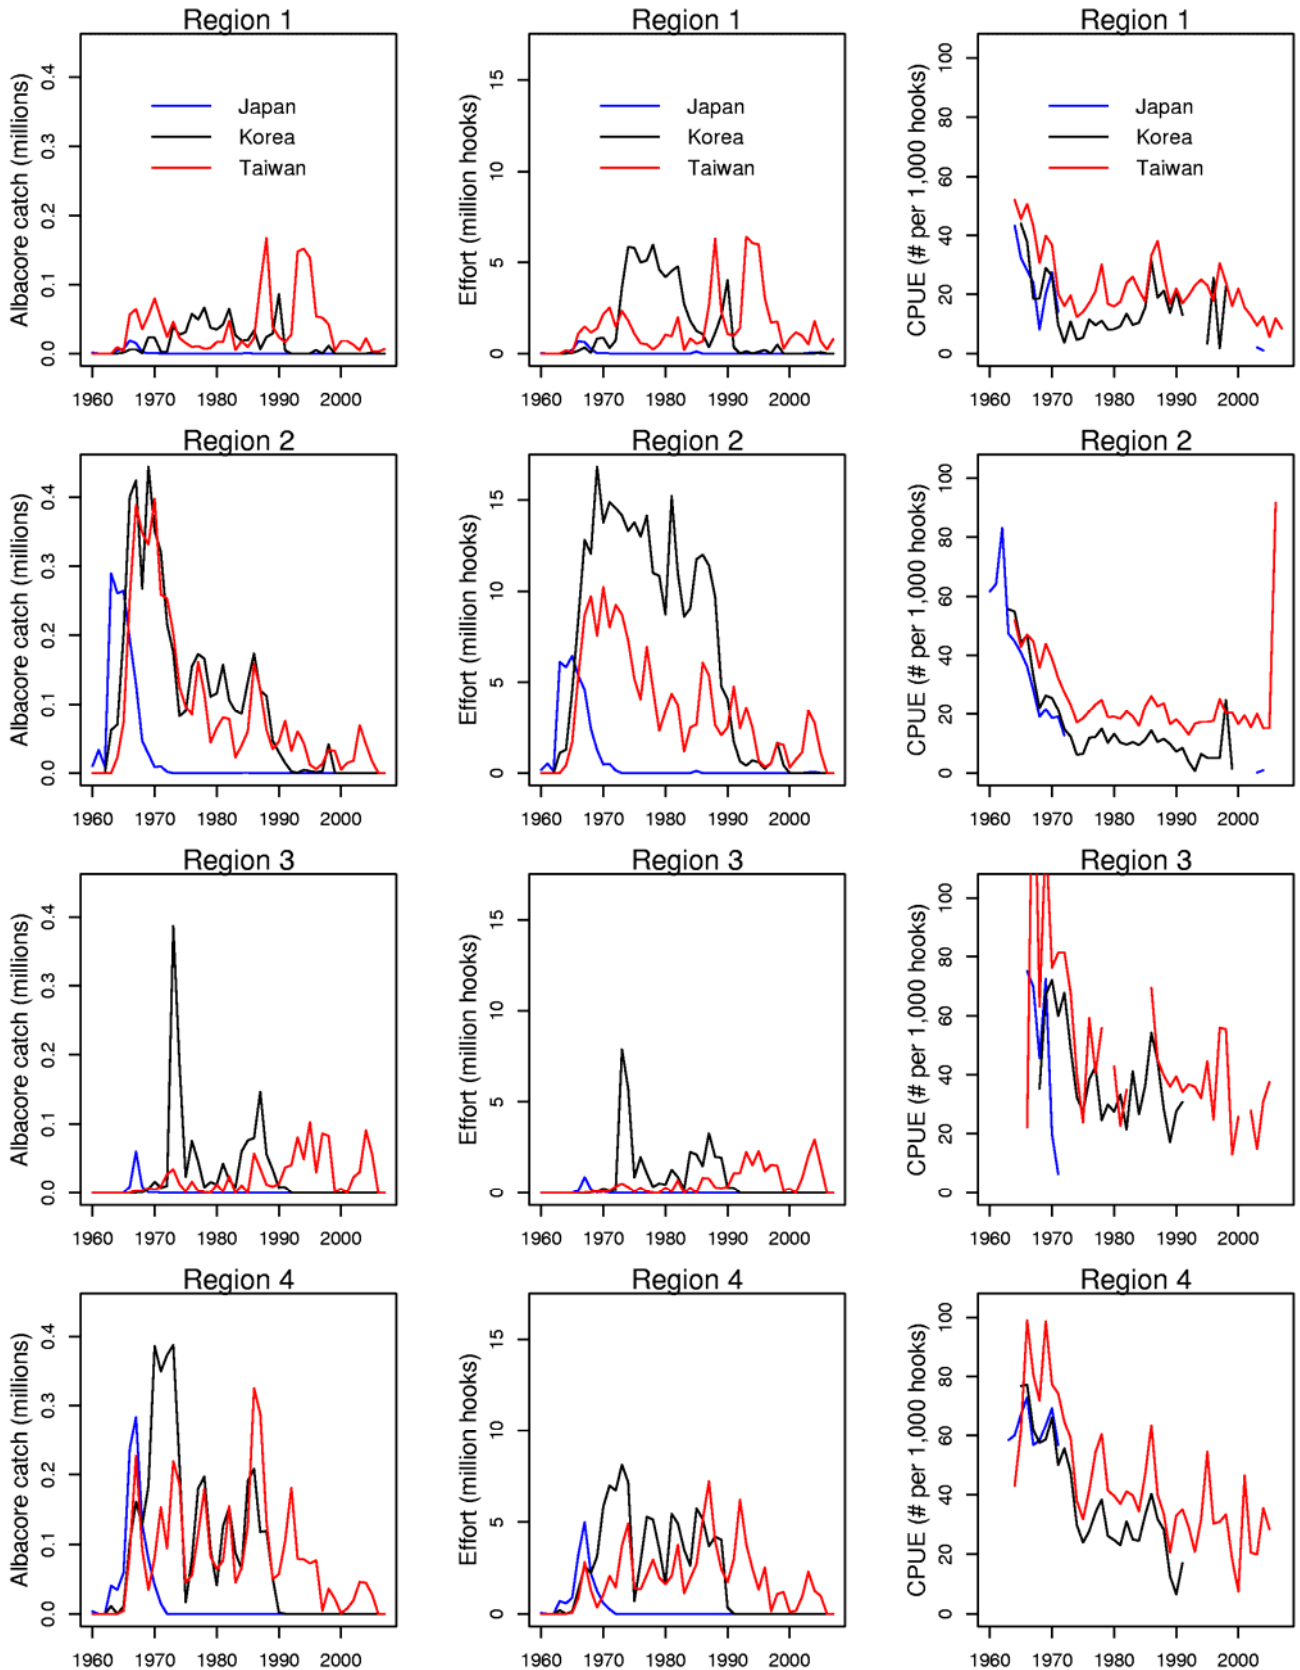 Region 1 Region 1 Region 1
Albacore catch (millions)
0.0 0.1 0.2 0.3 0.4
Japan
Korea
Taiwan
1960 1970 1980 1990 2000
Effort (million hooks)
0 5 10 15
Japan
Korea
Taiwan
1960 1970 1980 1990 2000
CPUE (# per 1,000 hooks)
0 20 40 60 80 100
Japan
Korea
Taiwan
1960 1970 1980 1990 2000
Region 2 Region 2 Region 2
Albacore catch (millions)
0.0 0.1 0.2 0.3 0.4
1960 1970 1980 1990 2000
Effort (million hooks)
0 5 10 15
1960 1970 1980 1990 2000
CPUE (# per 1,000 hooks)
0 20 40 60 80 100
1960 1970 1980 1990 2000
Region 3 Region 3 Region 3
Albacore catch (millions)
0.0 0.1 0.2 0.3 0.4
1960 1970 1980 1990 2000
Effort (million hooks)
0 5 10 15
1960 1970 1980 1990 2000
CPUE (# per 1,000 hooks)
0 20 40 60 80 100
1960 1970 1980 1990 2000
Region 4 Region 4 Region 4
Albacore catch (millions)
0.0 0.1 0.2 0.3 0.4
1960 1970 1980 1990 2000
Effort (million hooks)
0 5 10 15
1960 1970 1980 1990 2000
CPUE (# per 1,000 hooks)
0 20 40 60 80 100
1960 1970 1980 1990 2000